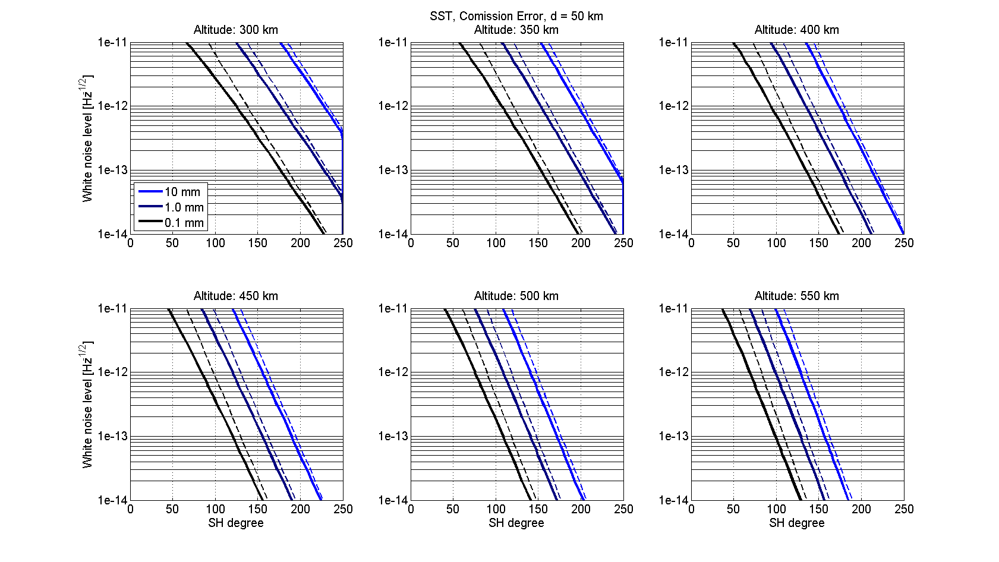 SST, Comission Error, d = 50 km
Altitude: 300 km
Altitude: 350 km
Altitude: 400 km
White noise level [Hz-1/2]
1e-11
1e-12
1e-13
1e-14
10 mm
1.0 mm
0.1 mm
0 50 100 150 200 250
1e-11
1e-12
1e-13
1e-14
0 50 100 150 200 250
1e-11
1e-12
1e-13
1e-14
0 50 100 150 200 250
Altitude: 450 km
Altitude: 500 km
Altitude: 550 km
White noise level [Hz-1/2]
1e-11
1e-12
1e-13
1e-14
0 50 100 150 200 250
SH degree
1e-11
1e-12
1e-13
1e-14
0 50 100 150 200 250
SH degree
1e-11
1e-12
1e-13
1e-14
0 50 100 150 200 250
SH degree